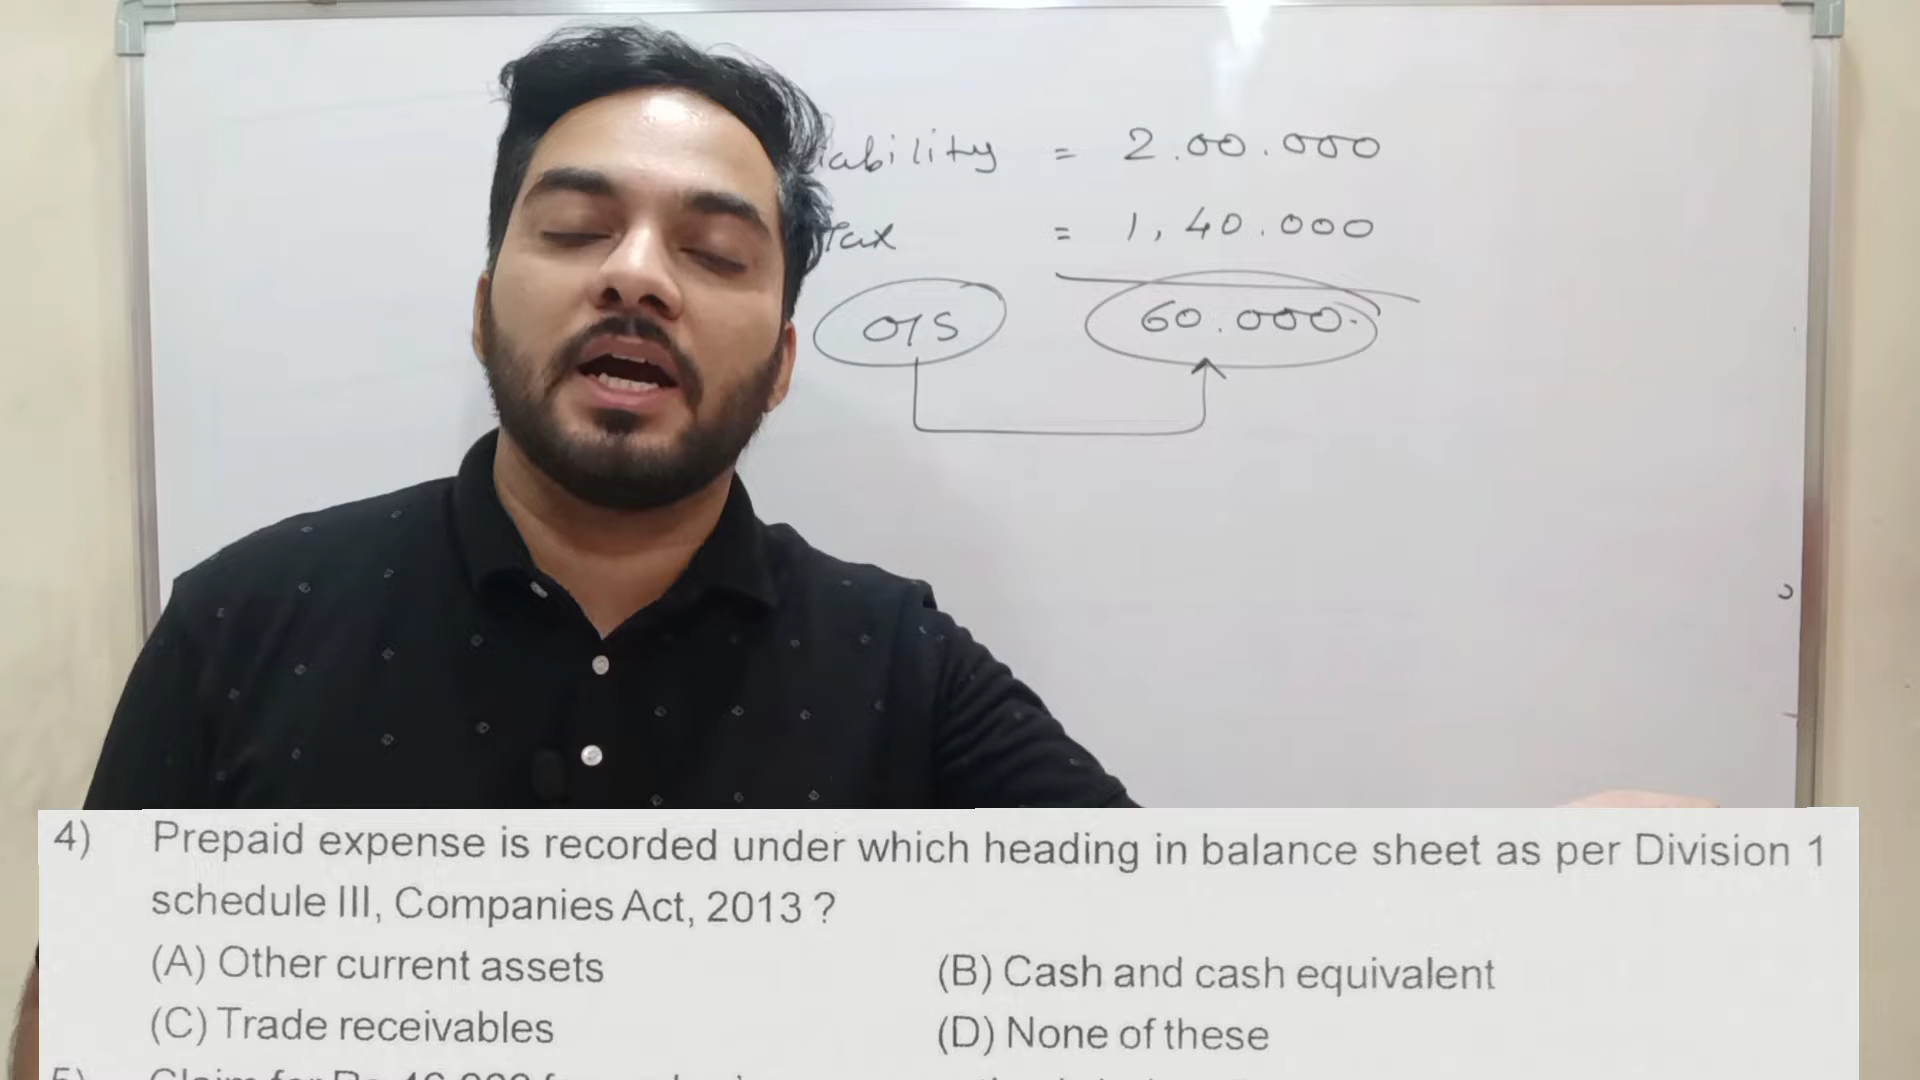 iability = 2.00.000
Tax = 1,40.000
O/S 60.000.
4) Prepaid expense is recorded under which heading in balance sheet as per Division 1
schedule III, Companies Act, 2013 ?
(A) Other current assets (B) Cash and cash equivalent
(C) Trade receivables (D) None of these